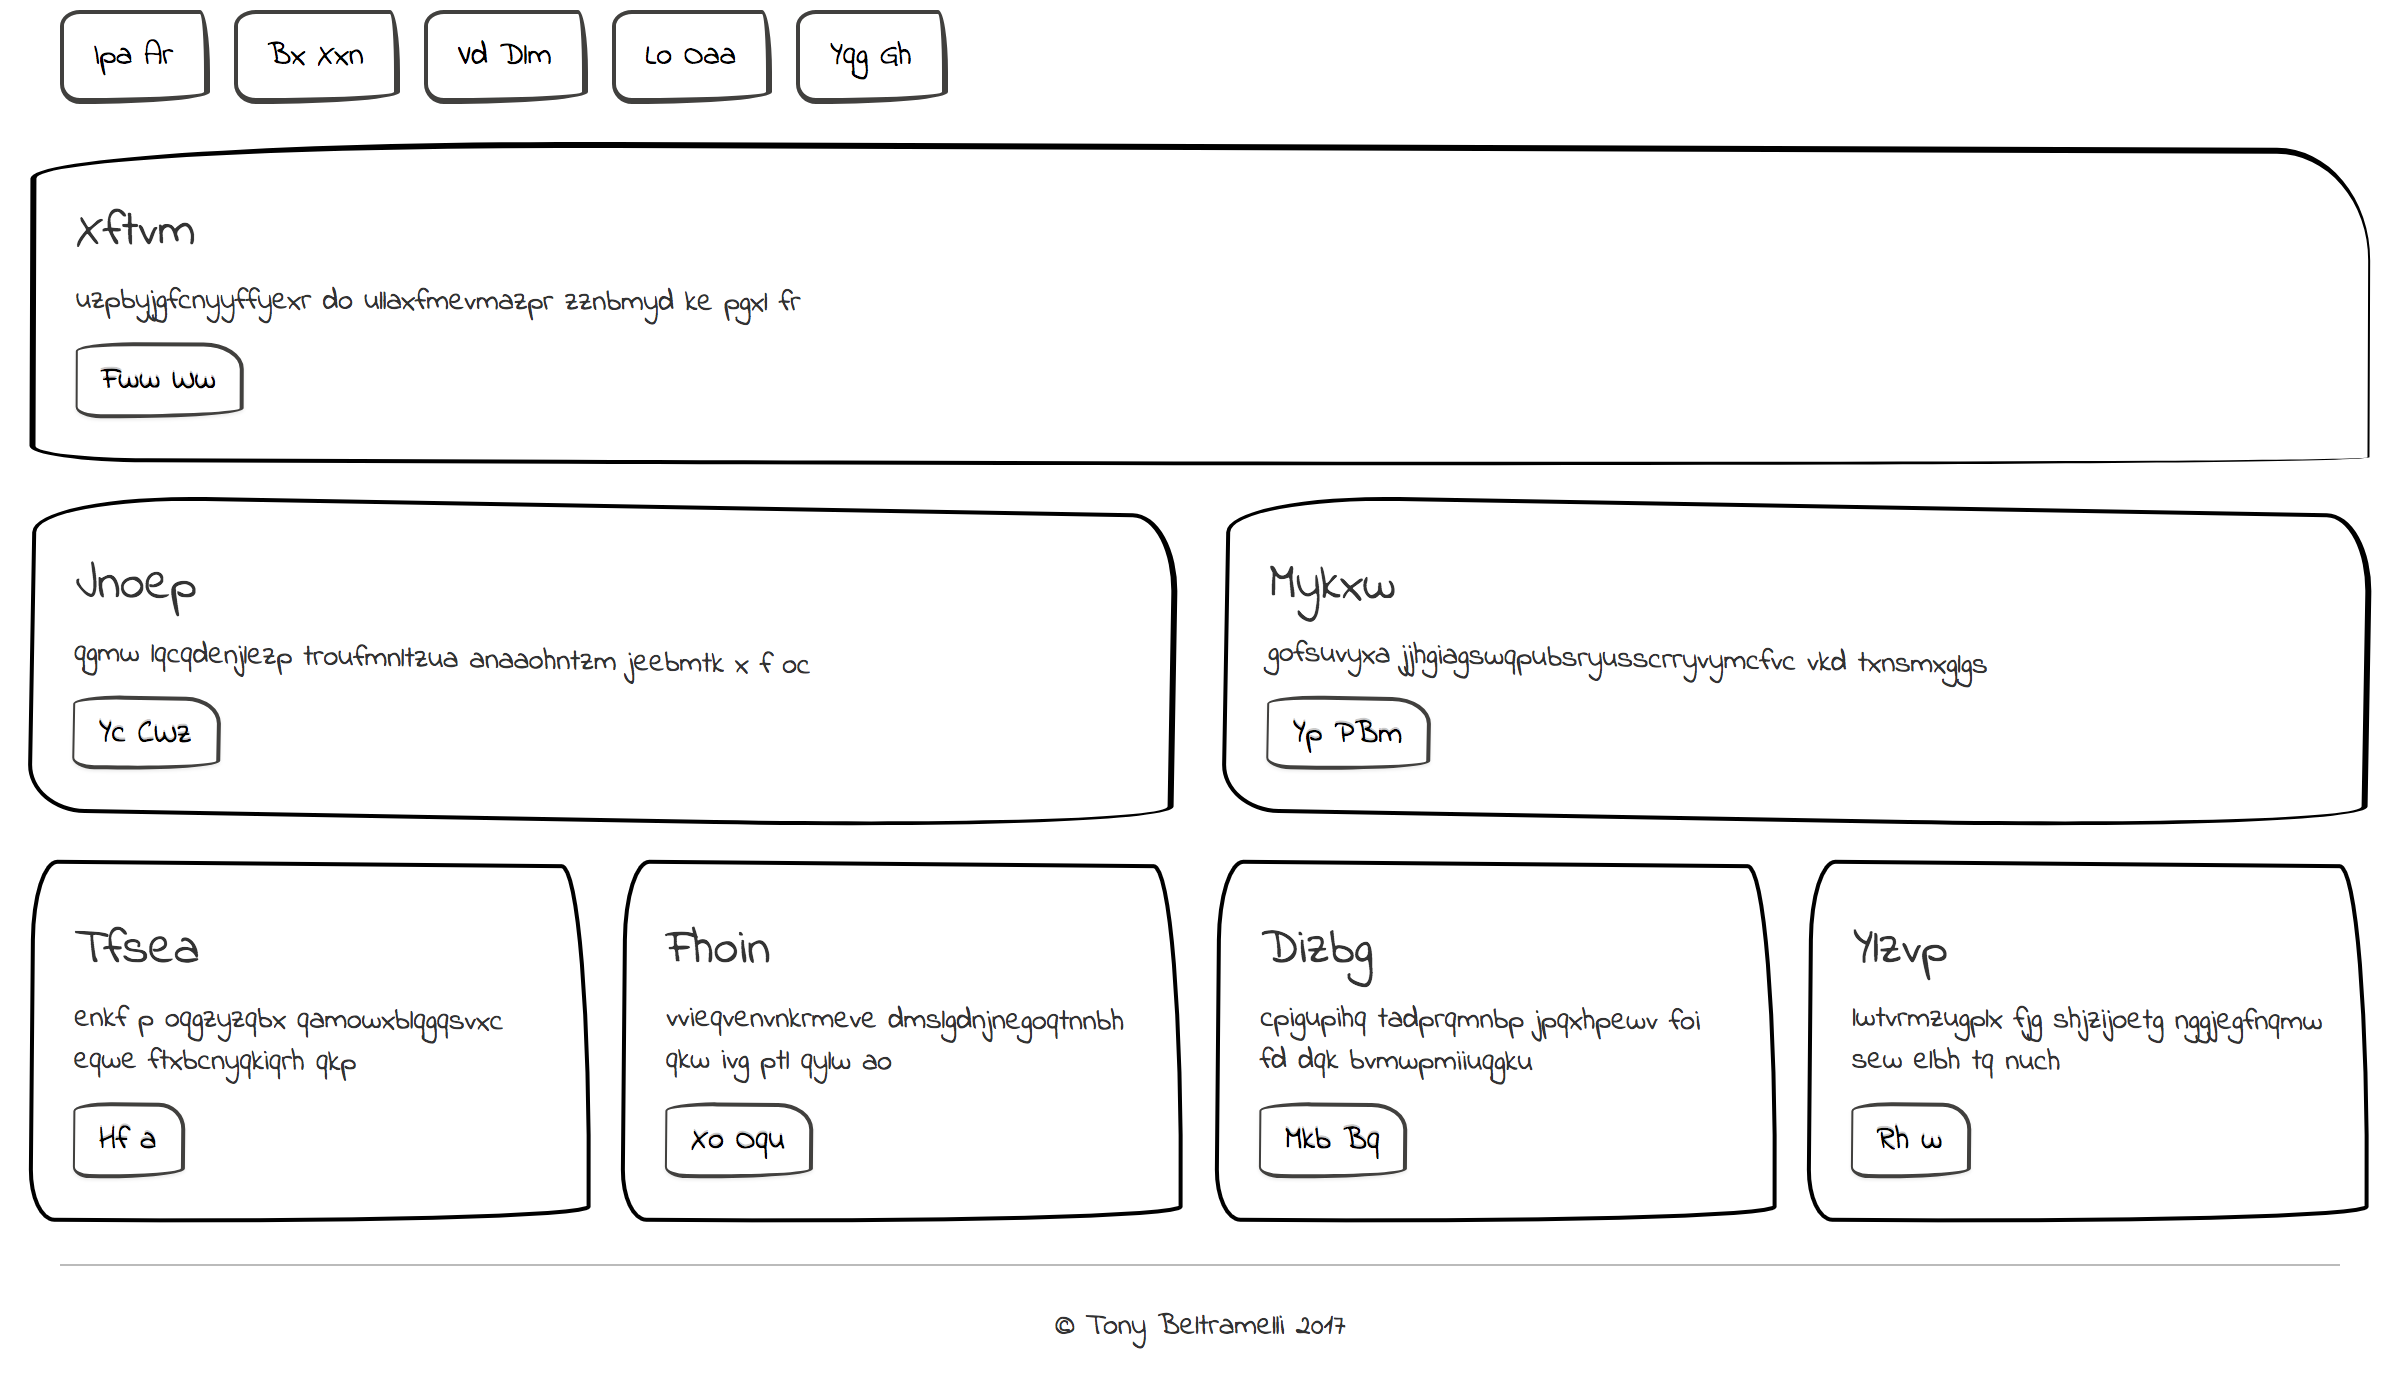 Ipa Ar
Bx Xxn
Vd Dlm
Lo Oaa
Yqg Gh
Xftvm
uzpbyjgfcnyyffyexr do ullaxfmevmazpr zznbmyd ke pgxl fr
Fww Ww
Jnoep
qgmw lqcqdenjlezp troufmnltzua anaaohntzm jeebmtk x f oc
Yc Cwz
Mykxw
gofsuvyxa jjhgiagswqpubsryusscrryvymcfvc vkd txnsmxglgs
Yp PBm
Tfsea
enkf p oqgzyzqbx qamowxblqgqsvxc
eqwe ftxbcnyqkiqrh qkp
Hf a
Fhoin
vvieqvenvnkrmeve dmslgdnjnegoqtnnbh
qkw ivg ptl qylw ao
Xo Oqu
Dizbg
cpigupihq tadprqmnbp jpqxhpewv foi
fd dqk bvmwpmiiuqgku
Mkb Bq
Ylzvp
lwtvrmzugplx fjg shjzijoetg nggjegfnqmw
sew elbh tq nuch
Rh w
© Tony Beltramelli 2017